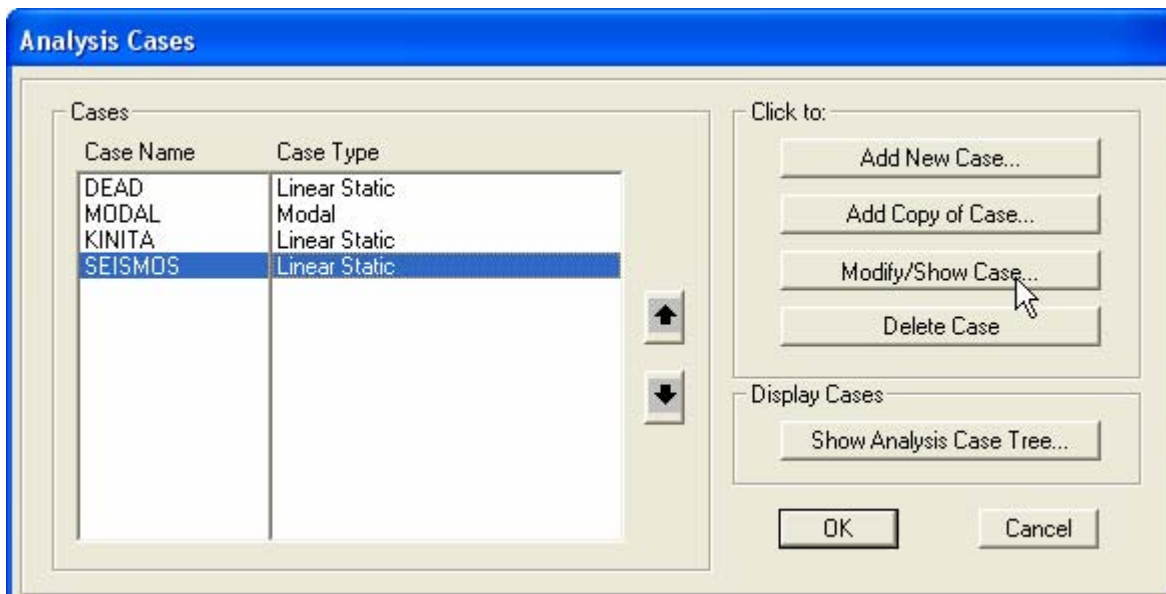 Analysis Cases
Cases
Case Name Case Type
DEAD Linear Static
MODAL Modal
KINITA Linear Static
SEISMOS Linear Static
Click to:
Add New Case...
Add Copy of Case...
Modify/Show Case...
Delete Case
Display Cases
Show Analysis Case Tree...
OK Cancel